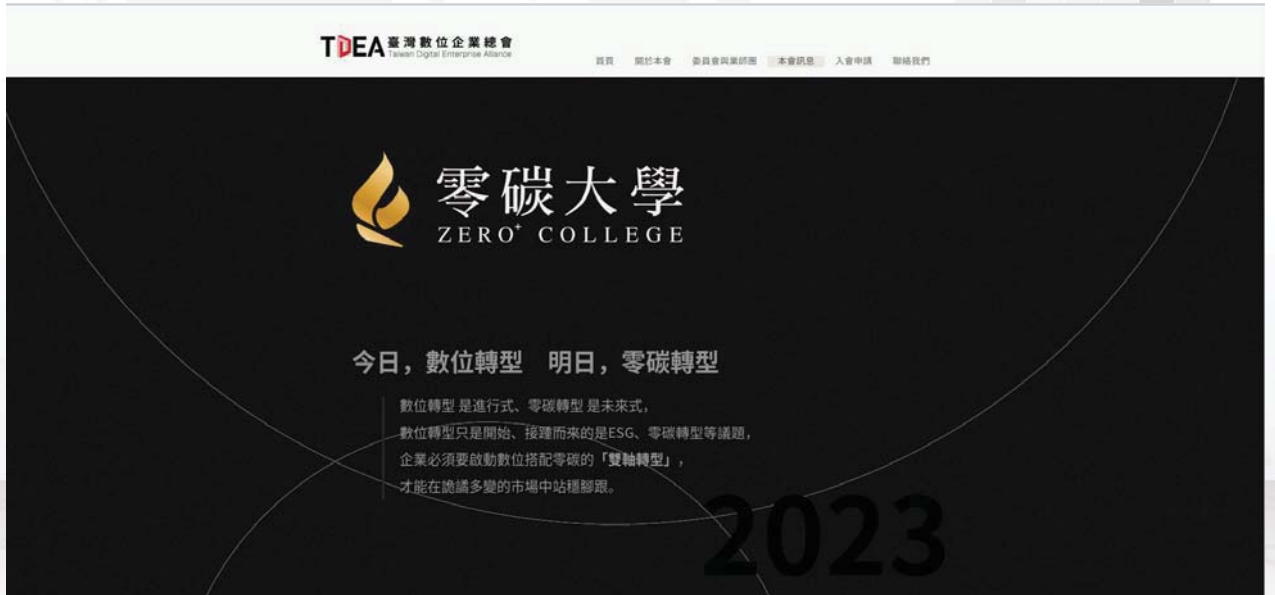 TDEA 臺灣數位企業總會
Taiwan Digital Enterprise Alliance
首頁 關於本會 委員會與業師團 本會訊息 入會申請 聯絡我們
零碳大學
ZERO+ COLLEGE
今日，數位轉型 明日，零碳轉型
數位轉型 是進行式、零碳轉型 是未來式，
數位轉型只是開始、接踵而來的是ESG、零碳轉型等議題，
企業必須要啟動數位搭配零碳的「雙軸轉型」，
才能在詭譎多變的市場中站穩腳跟。
2023